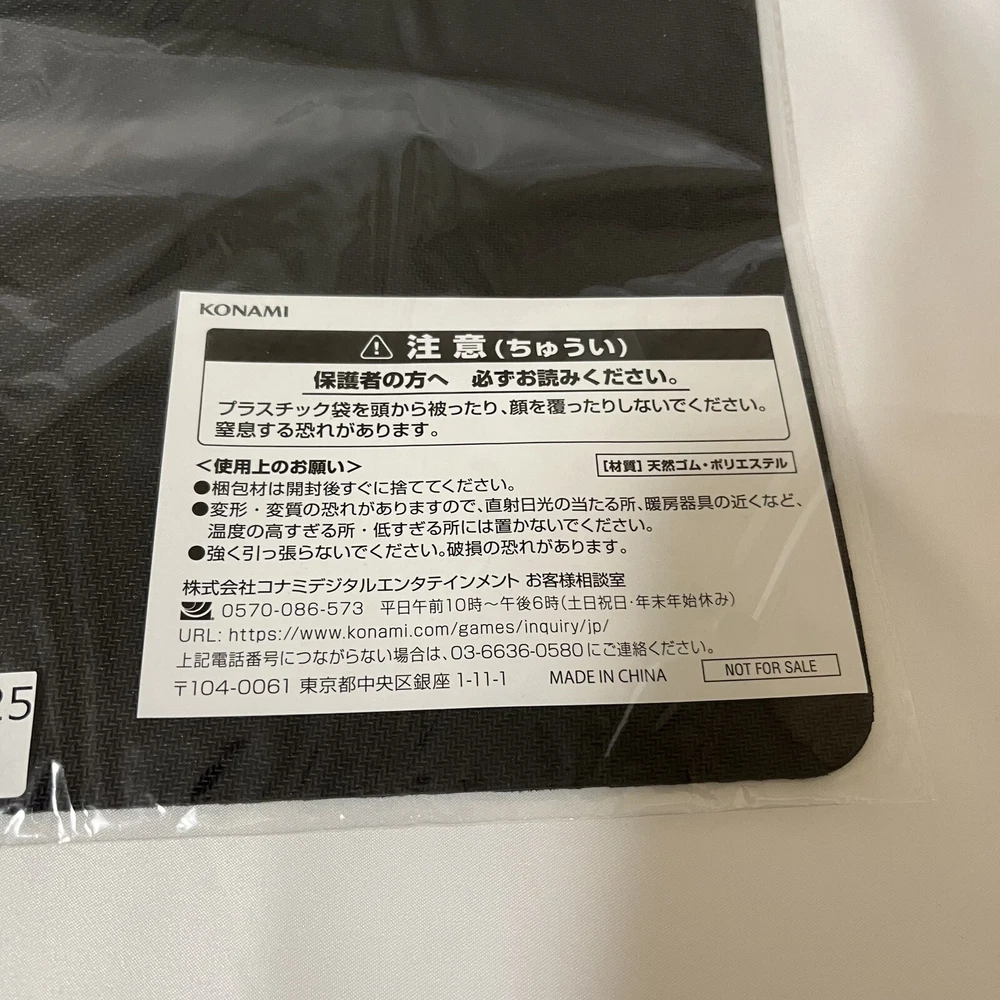 KONAMI
⚠ 注意(ちゅうい)
保護者の方へ 必ずお読みください。
プラスチック袋を頭から被ったり、顔を覆ったりしないでください。
窒息する恐れがあります。
<使用上のお願い>
[材質] 天然ゴム・ポリエステル
●梱包材は開封後すぐに捨ててください。
●変形・変質の恐れがありますので、直射日光の当たる所、暖房器具の近くなど、
温度の高すぎる所・低すぎる所には置かないでください。
●強く引っ張らないでください。破損の恐れがあります。
株式会社コナミデジタルエンタテインメント お客様相談室
0570-086-573 平日午前10時～午後6時(土日祝日・年末年始休み)
URL: https://www.konami.com/games/inquiry/jp/
上記電話番号につながらない場合は、03-6636-0580にご連絡ください。
〒104-0061 東京都中央区銀座 1-11-1 MADE IN CHINA
NOT FOR SALE
25